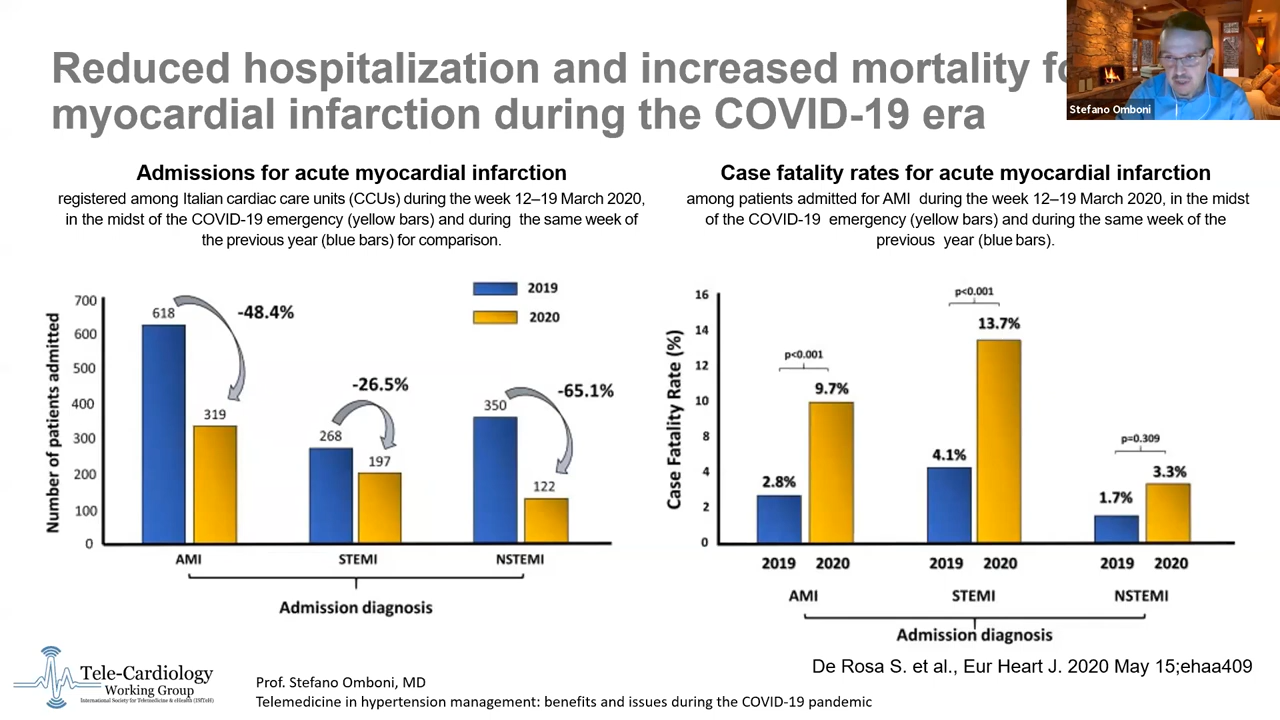 Reduced hospitalization and increased mortality
myocardial infarction during the COVID-19 era
Stefano Omboni
Admissions for acute myocardial infarction
registered among Italian cardiac care units (CCUs) during the week 12–19 March 2020,
in the midst of the COVID-19 emergency (yellow bars) and during the same week of
the previous year (blue bars) for comparison.
Number of patients admitted
700
600
500
400
300
200
100
0
2019
2020
618
319
-48.4%
268
197
-26.5%
350
122
-65.1%
AMI
STEMI
NSTEMI
Admission diagnosis
Case fatality rates for acute myocardial infarction
among patients admitted for AMI during the week 12–19 March 2020, in the midst
of the COVID-19 emergency (yellow bars) and during the same week of the
previous year (blue bars).
Case Fatality Rate (%)
16
14
12
10
8
6
4
2
0
p<0.001
2.8%
9.7%
p<0.001
4.1%
13.7%
p=0.309
1.7%
3.3%
2019 2020
2019 2020
2019 2020
AMI
STEMI
NSTEMI
Admission diagnosis
De Rosa S. et al., Eur Heart J. 2020 May 15;ehaa409
Tele-Cardiology
Working Group
International Society for Telemedicine & eHealth (ISfTeH)
Prof. Stefano Omboni, MD
Telemedicine in hypertension management: benefits and issues during the COVID-19 pandemic